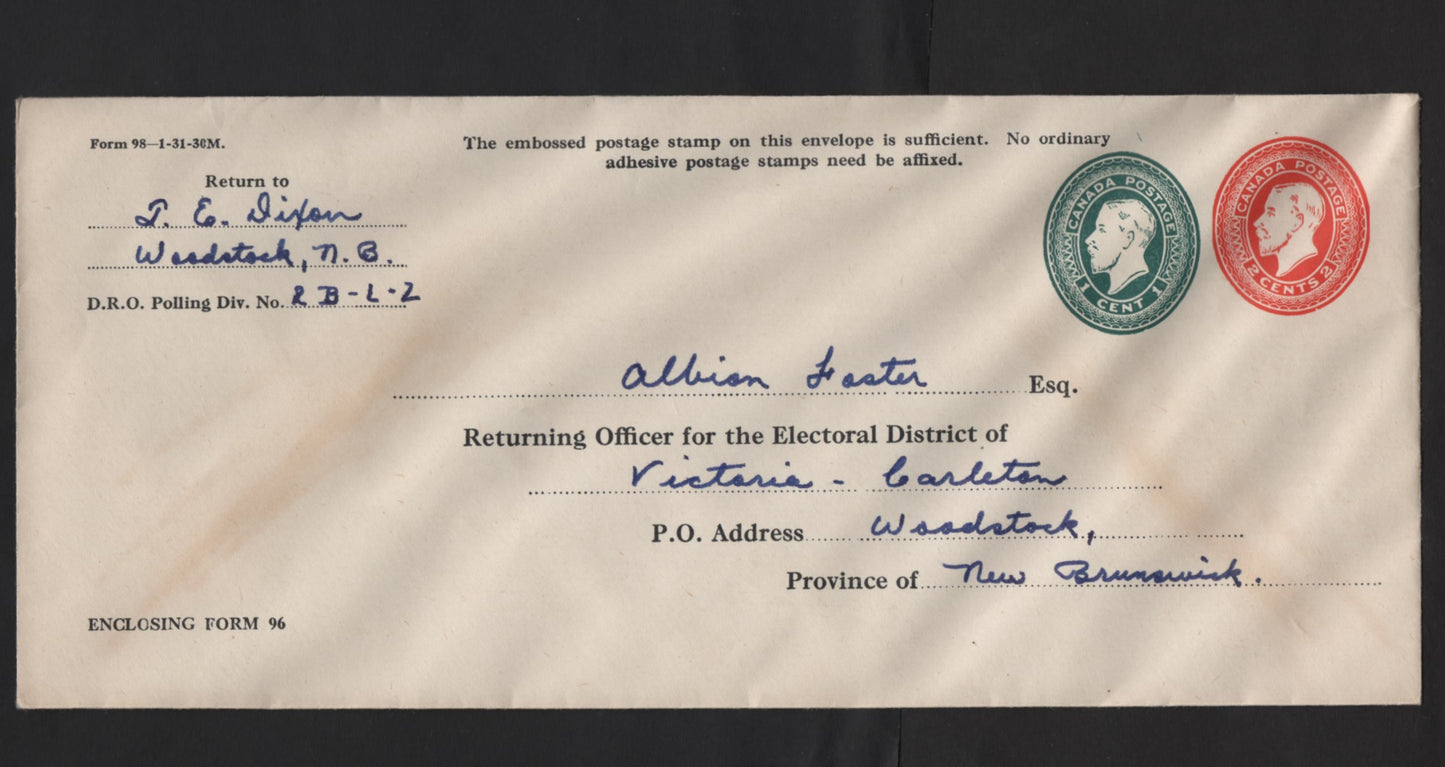 Form 98—1-31-30M.
The embossed postage stamp on this envelope is sufficient. No ordinary
adhesive postage stamps need be affixed.
Return to
T. E. Dixon
Woodstock, N. B.
D.R.O. Polling Div. No. 2 B-L-Z
CANADA POSTAGE
1 CENT 1
CANADA POSTAGE
2 CENTS 2
Albion Foster Esq.
Returning Officer for the Electoral District of
Victoria - Carleton
P.O. Address Woodstock,
Province of New Brunswick.
ENCLOSING FORM 96